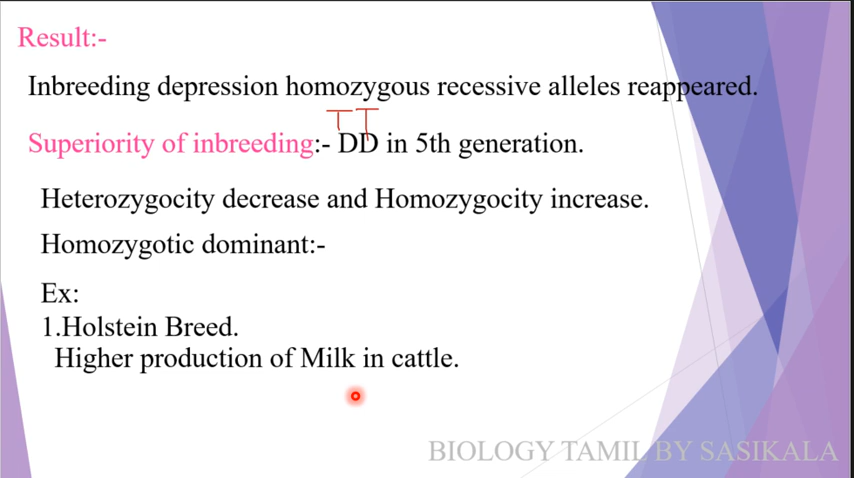 Result:-
Inbreeding depression homozygous recessive alleles reappeared.
T T
Superiority of inbreeding:- DD in 5th generation.
Heterozygocity decrease and Homozygocity increase.
Homozygotic dominant:-
Ex:
1.Holstein Breed.
Higher production of Milk in cattle.
BIOLOGY TAMIL BY SASIKALA